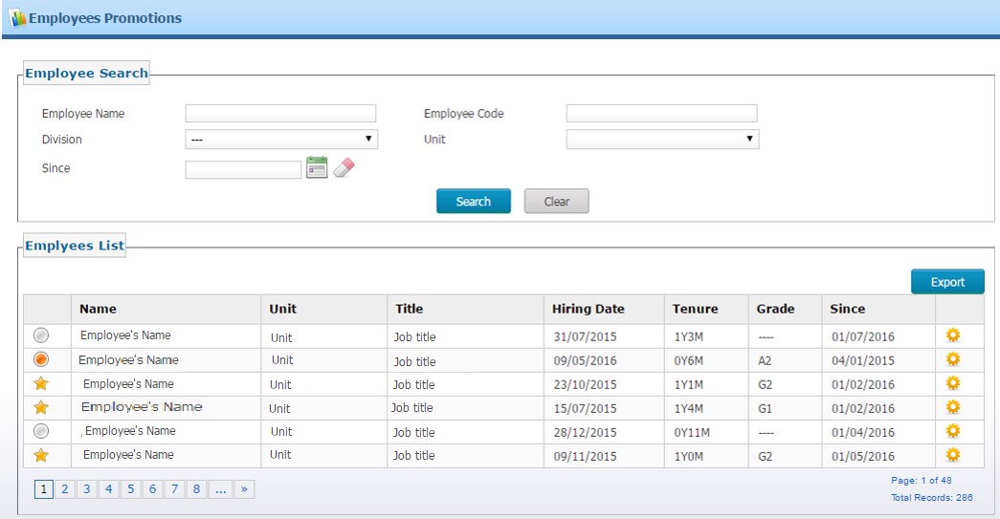 Employees Promotions
Employee Search
Employee Name Employee Code
Division --- Unit
Since
Search Clear
Emplyees List
Export
Name Unit Title Hiring Date Tenure Grade Since
Employee's Name Unit Job title 31/07/2015 1Y3M ---- 01/07/2016
Employee's Name Unit Job title 09/05/2016 0Y6M A2 04/01/2015
Employee's Name Unit Job title 23/10/2015 1Y1M G2 01/02/2016
Employee's Name Unit Job title 15/07/2015 1Y4M G1 01/02/2016
Employee's Name Unit Job title 28/12/2015 0Y11M ---- 01/04/2016
Employee's Name Unit Job title 09/11/2015 1Y0M G2 01/05/2016
1 2 3 4 5 6 7 8 ... »
Page: 1 of 48
Total Records: 286